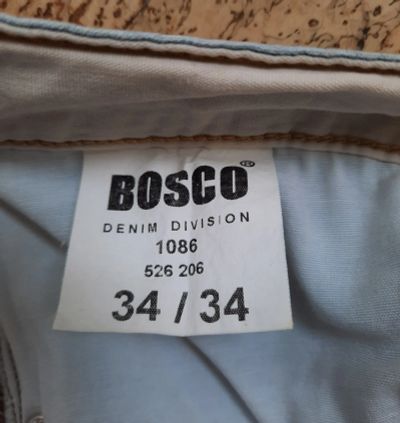 BOSCO®
DENIM DIVISION
1086
526 206
34 / 34